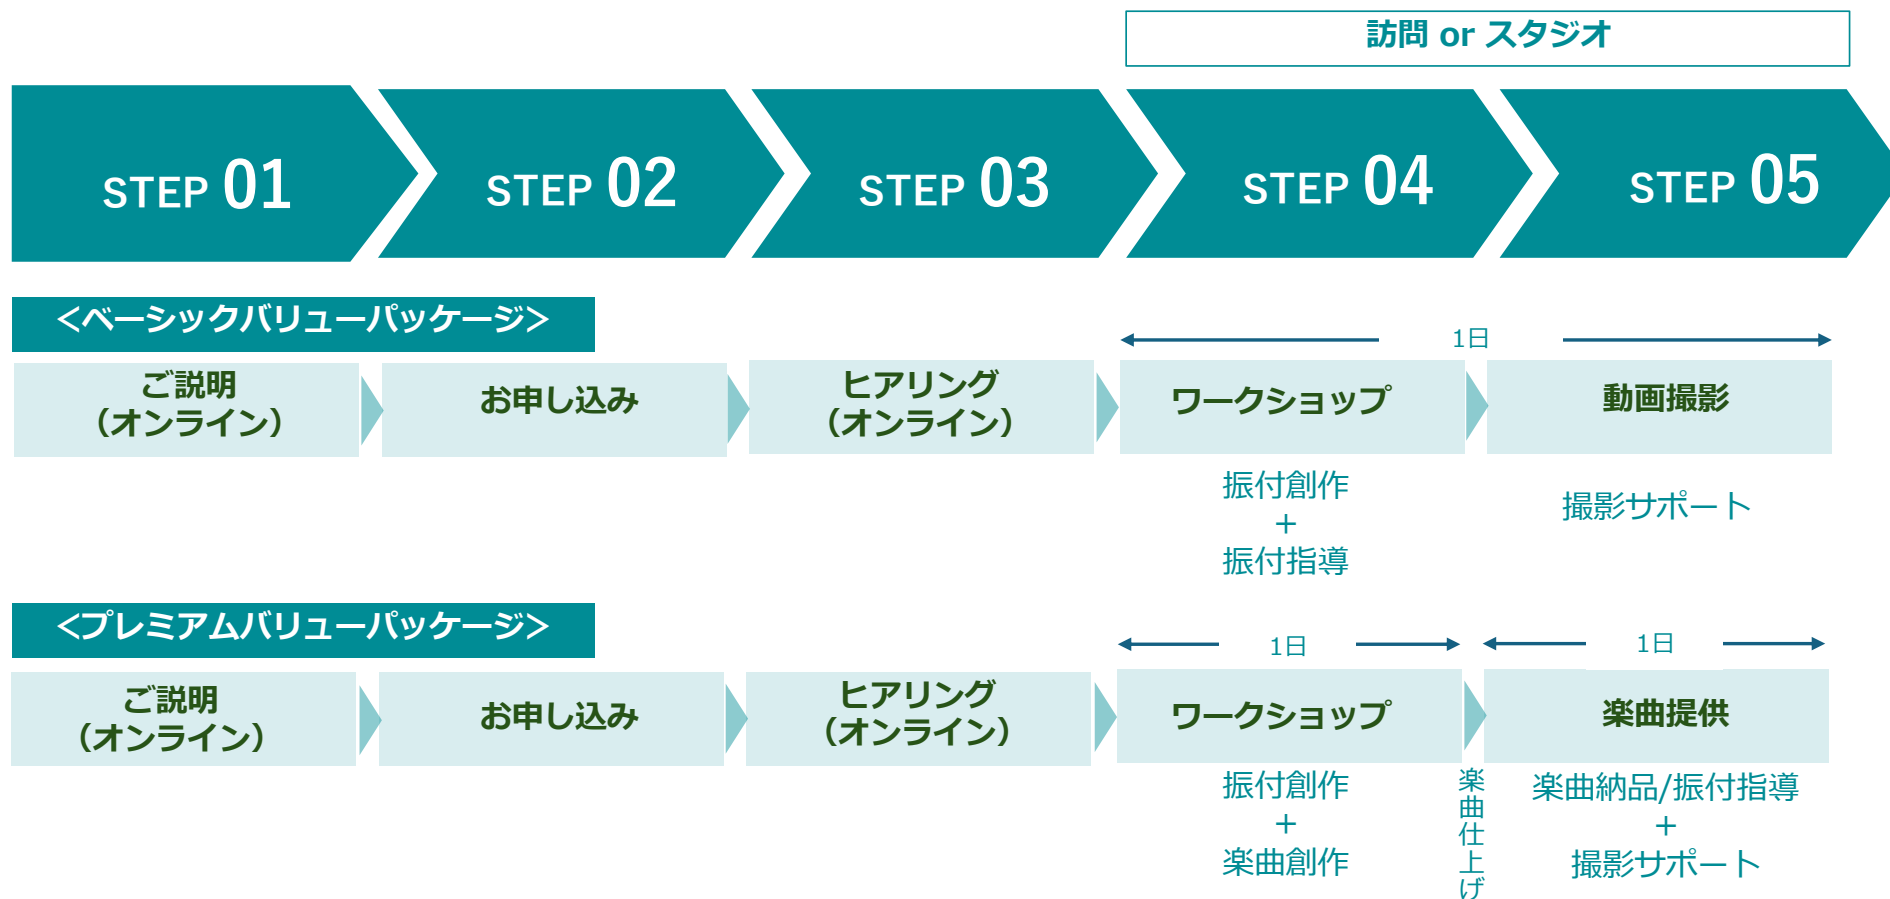 訪問 or スタジオ
STEP 01
STEP 02
STEP 03
STEP 04
STEP 05
＜ベーシックバリューパッケージ＞
1日
ご説明
（オンライン）
お申し込み
ヒアリング
（オンライン）
ワークショップ
動画撮影
振付創作
＋
振付指導
撮影サポート
＜プレミアムバリューパッケージ＞
1日
1日
ご説明
（オンライン）
お申し込み
ヒアリング
（オンライン）
ワークショップ
楽曲提供
振付創作
＋
楽曲創作
楽曲仕上げ
楽曲納品/振付指導
＋
撮影サポート